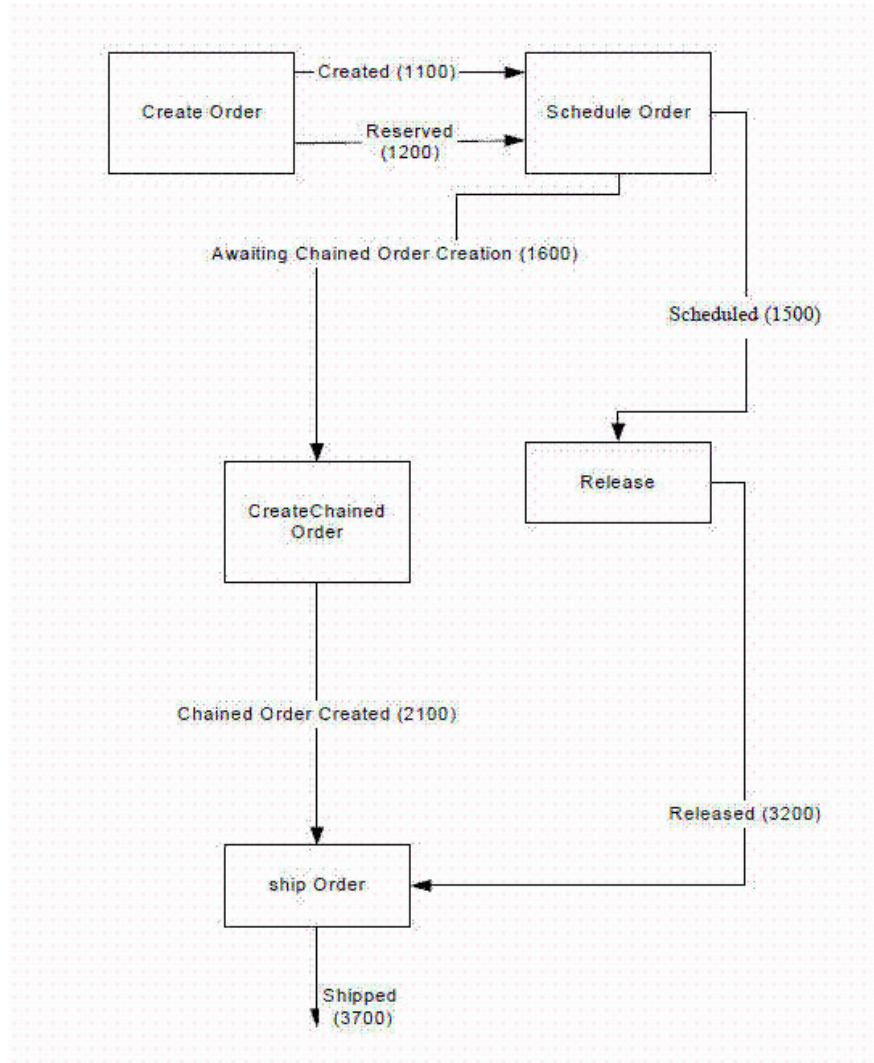 Created (1100)
Create Order
Schedule Order
Reserved
(1200)
Awaiting Chained Order Creation (1600)
Scheduled (1500)
Release
CreateChained
Order
Chained Order Created (2100)
Released (3200)
ship Order
Shipped
(3700)